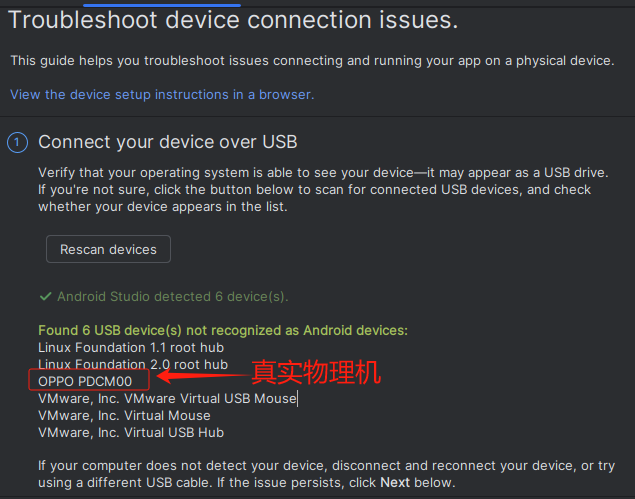 Troubleshoot device connection issues.
This guide helps you troubleshoot issues connecting and running your app on a physical device.
View the device setup instructions in a browser.
1 Connect your device over USB
Verify that your operating system is able to see your device—it may appear as a USB drive.
If you're not sure, click the button below to scan for connected USB devices, and check
whether your device appears in the list.
Rescan devices
Android Studio detected 6 device(s).
Found 6 USB device(s) not recognized as Android devices:
Linux Foundation 1.1 root hub
Linux Foundation 2.0 root hub
OPPO PDCM00 真实物理机
VMware, Inc. VMware Virtual USB Mouse
VMware, Inc. Virtual Mouse
VMware, Inc. Virtual USB Hub
If your computer does not detect your device, disconnect and reconnect your device, or try
using a different USB cable. If the issue persists, click Next below.